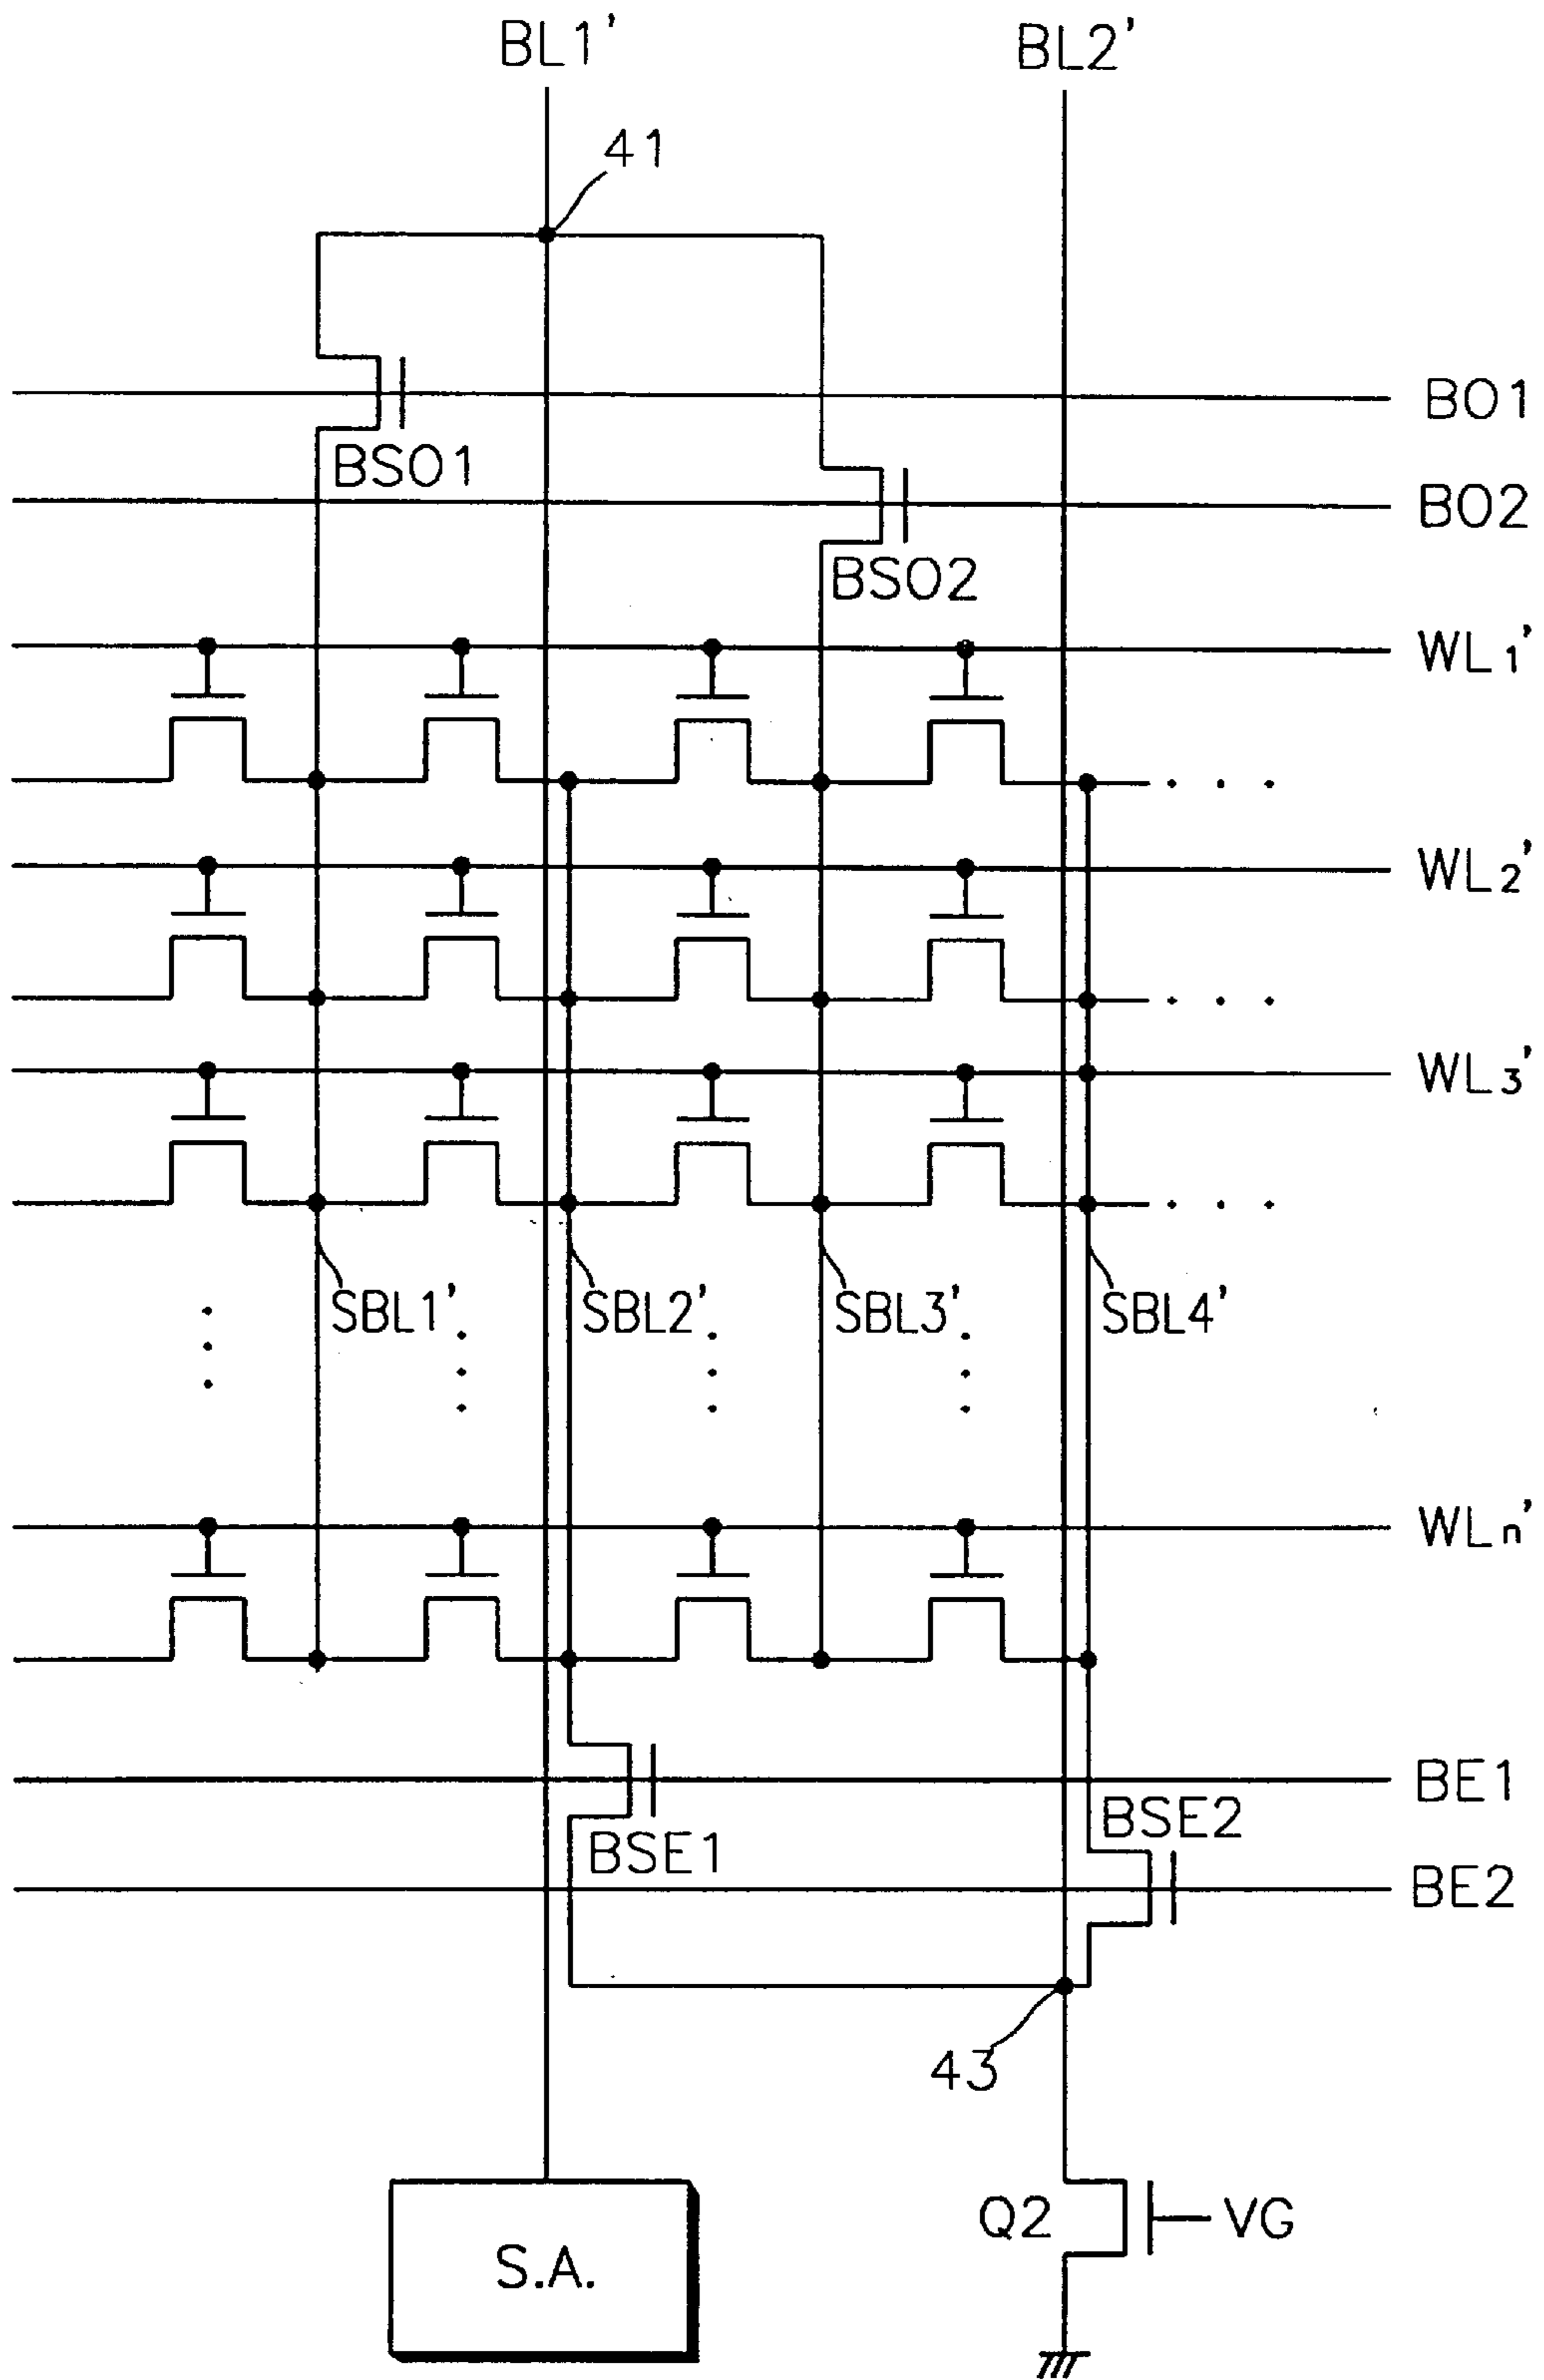 BL1' BL2'
41
BO1
BSO1
BO2
BSO2
WL1'
WL2'
WL3'
SBL1' SBL2' SBL3' SBL4'
WLn'
BE1
BSE2
BSE1
BE2
43
Q2 VG
S.A.